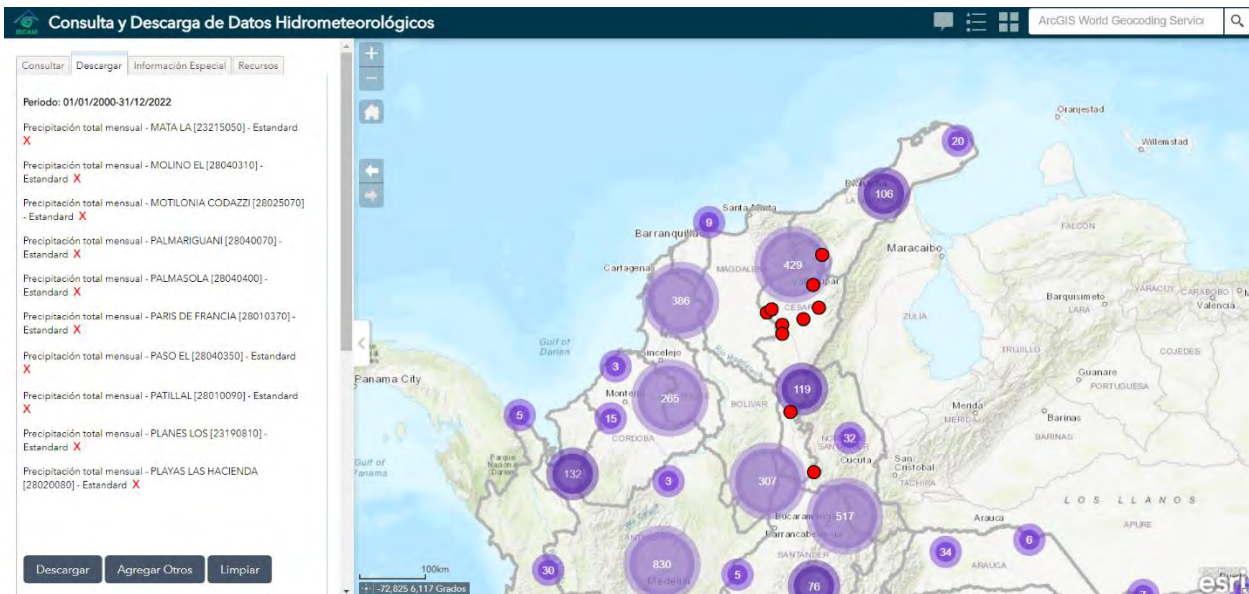 IDEAM
Consulta y Descarga de Datos Hidrometeorológicos
ArcGIS World Geocoding Service
Consultar
Descargar
Información Especial
Recursos
Periodo: 01/01/2000-31/12/2022
Precipitación total mensual - MATA LA [23215050] - Estandard
X
Precipitación total mensual - MOLINO EL [28040310] -
Estandard X
Precipitación total mensual - MOTILONIA CODAZZI [28025070]
- Estandard X
Precipitación total mensual - PALMARIGUANI [28040070] -
Estandard X
Precipitación total mensual - PALMASOLA [28040400] -
Estandard X
Precipitación total mensual - PARIS DE FRANCIA [28010370] -
Estandard X
Precipitación total mensual - PASO EL [28040350] - Estandard
X
Precipitación total mensual - PATILLAL [28010090] - Estandard
X
Precipitación total mensual - PLANES LOS [23190810] -
Estandard X
Precipitación total mensual - PLAYAS LAS HACIENDA
[28020080] - Estandard X
Descargar
Agregar Otros
Limpiar
+
−
Oranjestad
20
Willemstad
106
Santa Marta
9
Barranquilla
FALCON
Maracaibo
429
Cartagena
MAGDALENA
386
CESAR
Barquisimeto
LARA
YARACUY
CARABOBO
Valencia
ZULIA
Gulf of
Darien
Sincelejo
TRUJILLO
COJEDES
3
Panama City
119
Guanare
PORTUGUESA
265
BOLIVAR
Merida
MERIDA
5
15
Barinas
BARINAS
CORDOBA
32
Cucuta
San
Cristobal
TACHIRA
Gulf of
Panama
132
3
307
LOS LLANOS
517
Arauca
APURE
Barrancabermeja
6
34
SANTANDER
ARAUCA
30
830
Medellin
5
76
100km
-72,825 6,117 Grados
esri